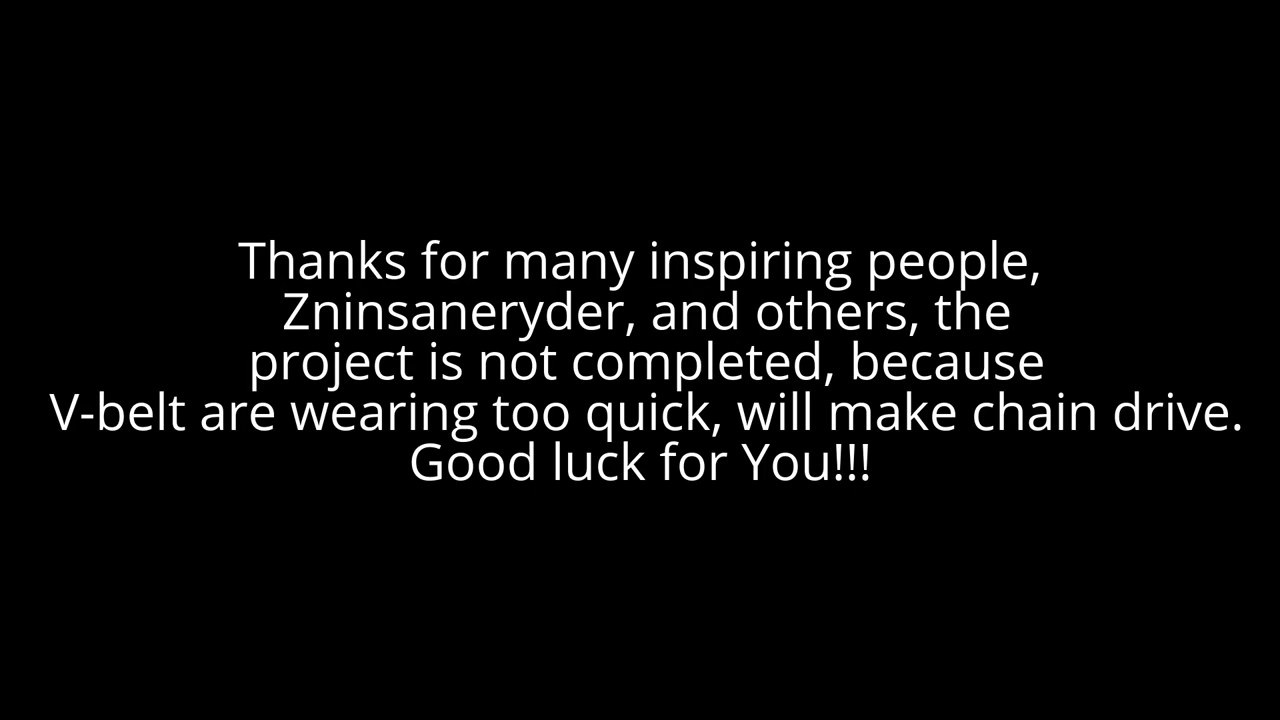 Thanks for many inspiring people,
Zninsaneryder, and others, the
project is not completed, because
V-belt are wearing too quick, will make chain drive.
Good luck for You!!!